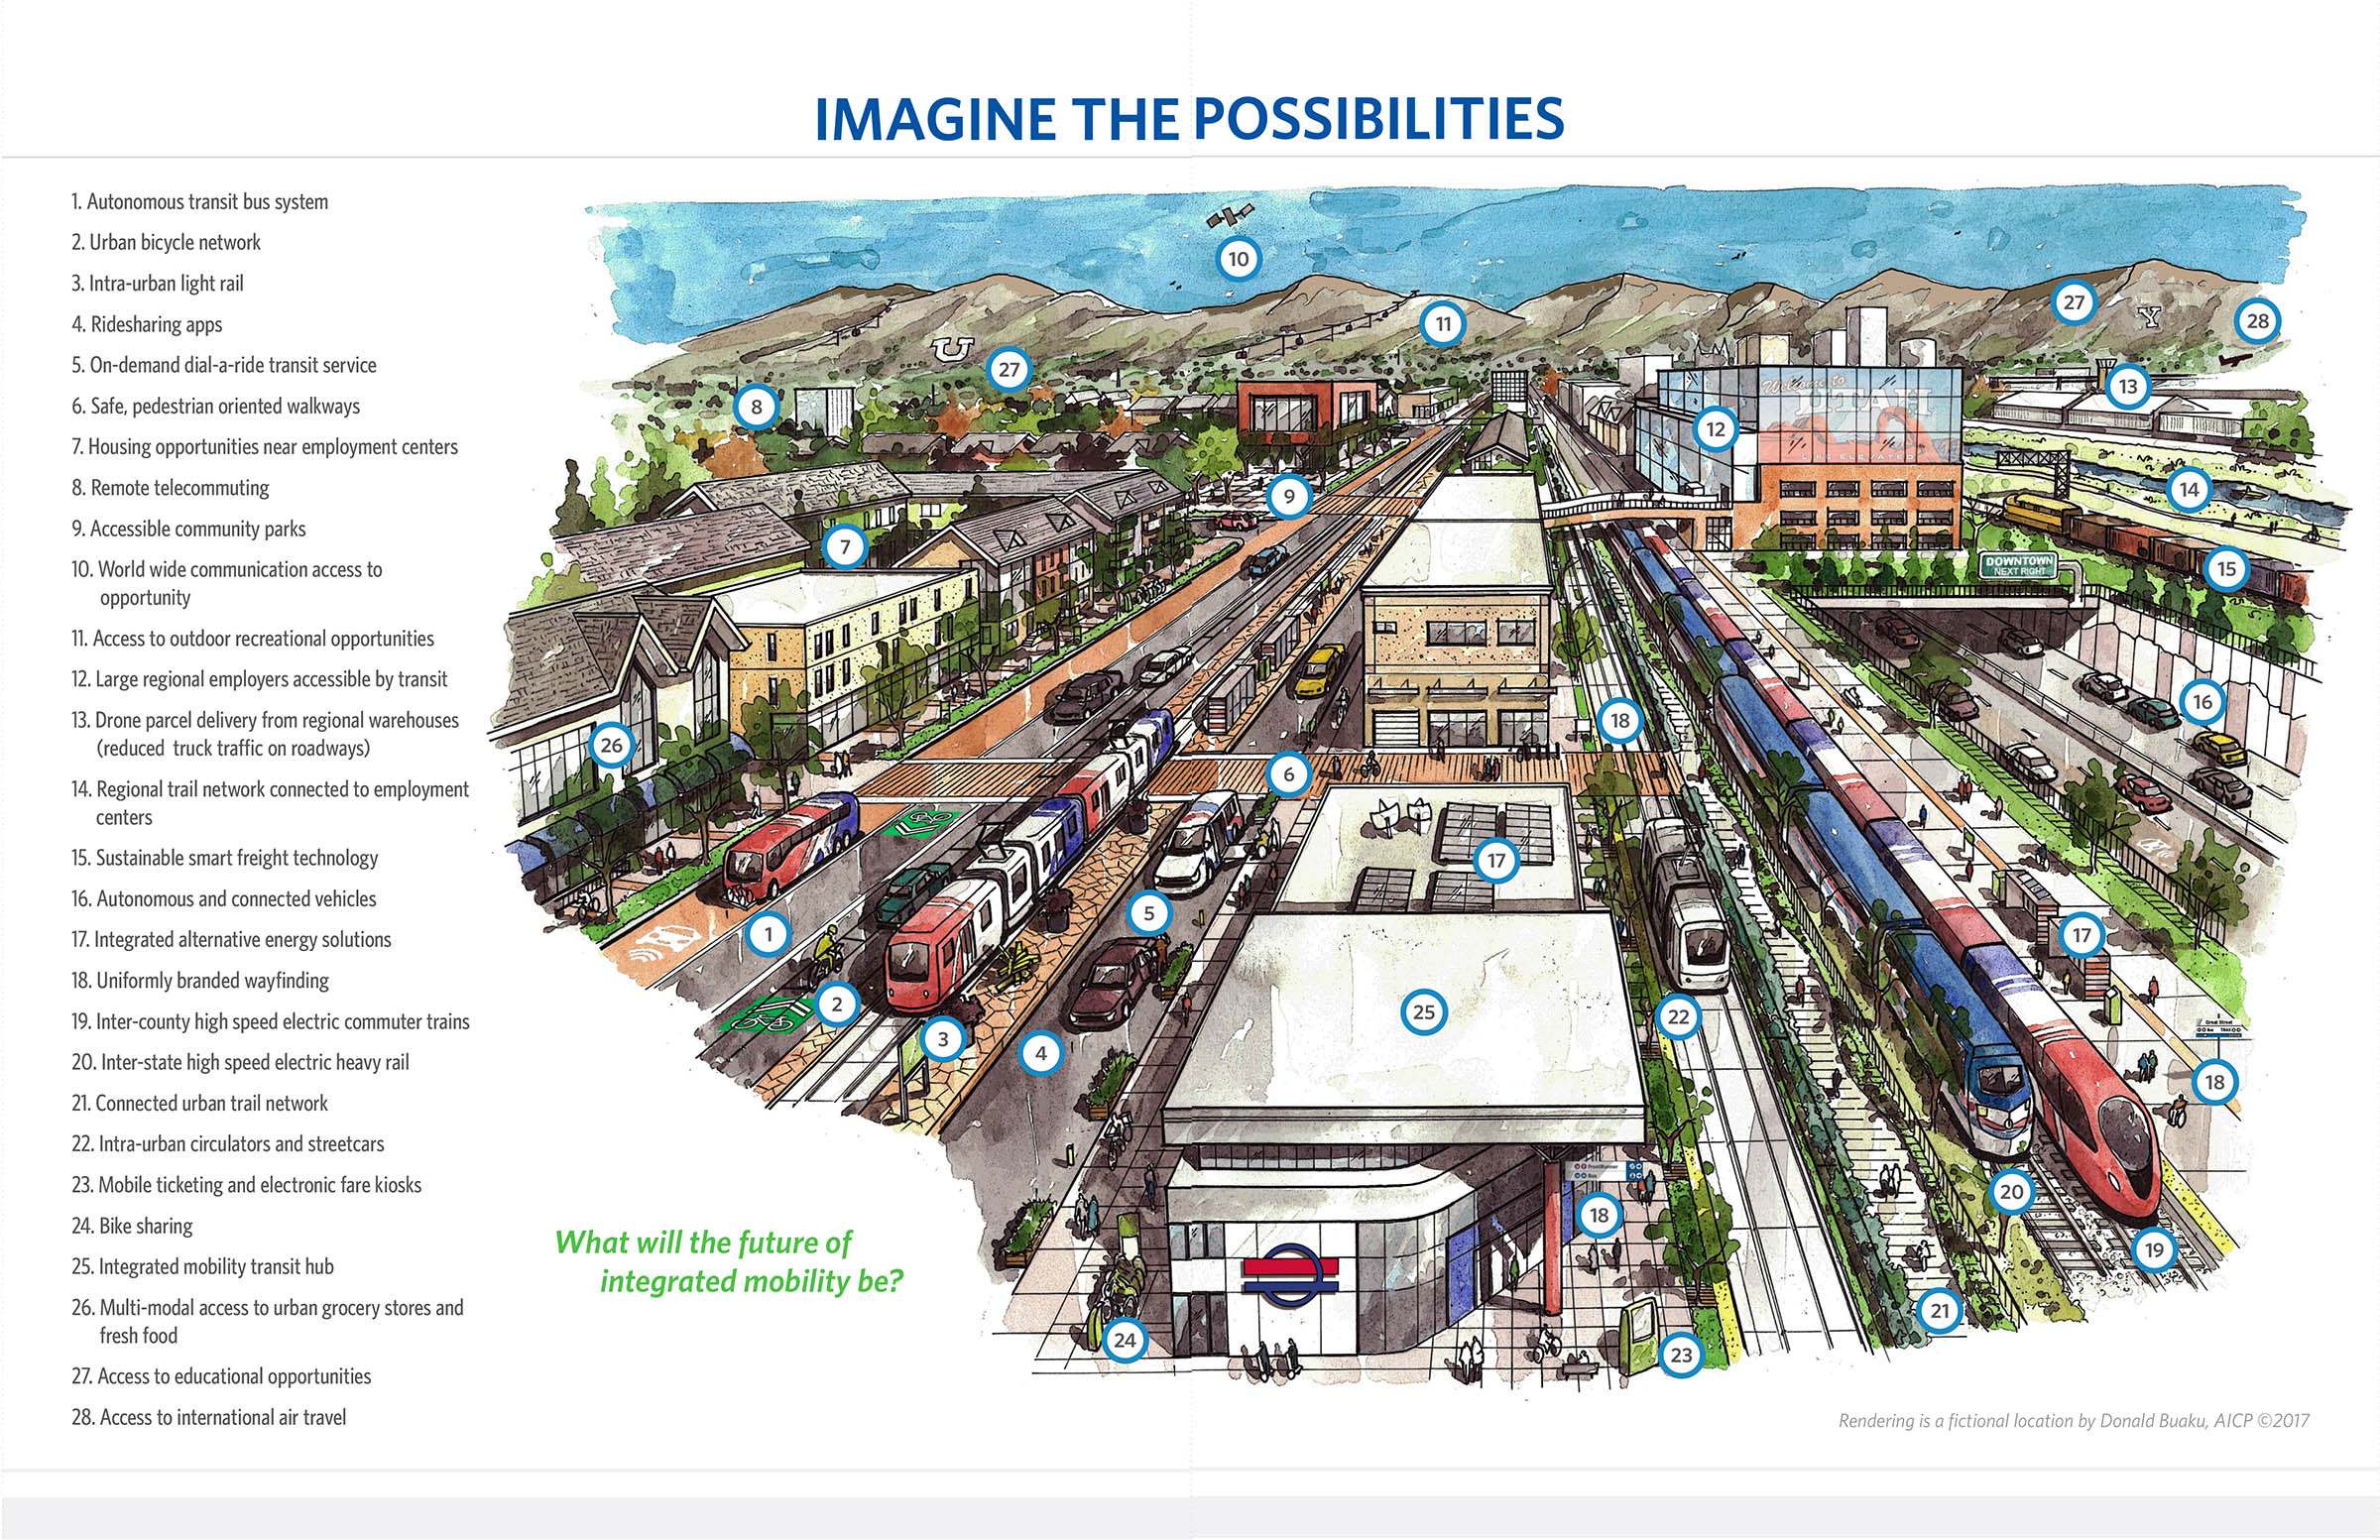 IMAGINE THE POSSIBILITIES
1. Autonomous transit bus system
2. Urban bicycle network
3. Intra-urban light rail
4. Ridesharing apps
5. On-demand dial-a-ride transit service
6. Safe, pedestrian oriented walkways
7. Housing opportunities near employment centers
8. Remote telecommuting
9. Accessible community parks
10. World wide communication access to
opportunity
11. Access to outdoor recreational opportunities
12. Large regional employers accessible by transit
13. Drone parcel delivery from regional warehouses
(reduced truck traffic on roadways)
14. Regional trail network connected to employment
centers
15. Sustainable smart freight technology
16. Autonomous and connected vehicles
17. Integrated alternative energy solutions
18. Uniformly branded wayfinding
19. Inter-county high speed electric commuter trains
20. Inter-state high speed electric heavy rail
21. Connected urban trail network
22. Intra-urban circulators and streetcars
23. Mobile ticketing and electronic fare kiosks
24. Bike sharing
25. Integrated mobility transit hub
26. Multi-modal access to urban grocery stores and
fresh food
27. Access to educational opportunities
28. Access to international air travel
10
27
28
11
Y
U
27
13
8
Welcome to
UTAH
LIFE ELEVATED
12
14
9
7
DOWNTOWN
NEXT RIGHT
15
16
18
26
6
17
5
1
17
2
25
22
3
4
Great Street
18
FrontRunner
Bus
20
18
19
What will the future of
integrated mobility be?
21
24
23
Rendering is a fictional location by Donald Buaku, AICP ©2017